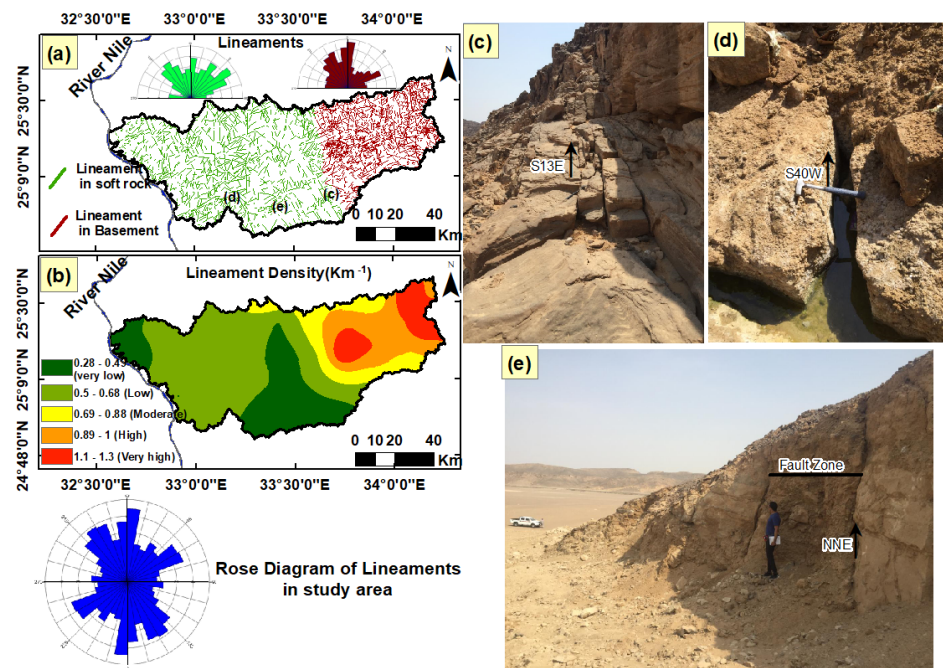 32°30'0"E 33°0'0"E 33°30'0"E 34°0'0"E
(a)
Lineaments
N
River Nile
25°30'0"N
25°9'0"N
Lineament
in soft rock
Lineament
in Basement
(d)
(e)
(c)
0 10 20 40
Km
(b)
Lineament Density(Km⁻¹)
N
River Nile
25°30'0"N
25°9'0"N
24°48'0"N
0.28 - 0.49
(very low)
0.5 - 0.68 (Low)
0.69 - 0.88 (Moderate)
0.89 - 1 (High)
1.1 - 1.3 (Very high)
0 10 20 40
Km
32°30'0"E 33°0'0"E 33°30'0"E 34°0'0"E
Rose Diagram of Lineaments
in study area
(c)
S13E
(d)
S40W
(e)
Fault Zone
NNE